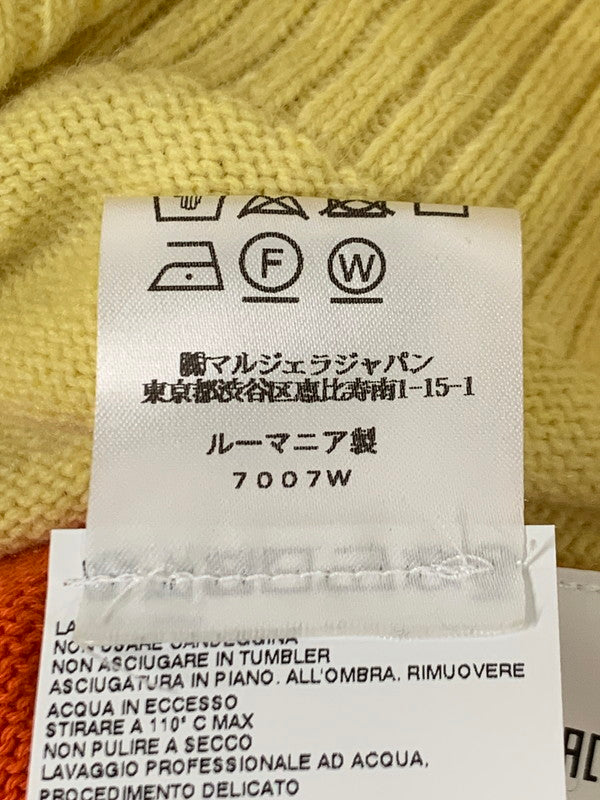 F W
㈱マルジェラジャパン
東京都渋谷区恵比寿南1-15-1
ルーマニア製
7007W
LA
NON USARE CANDEGGINA
NON ASCIUGARE IN TUMBLER
ASCIUGATURA IN PIANO. ALL'OMBRA. RIMUOVERE
ACQUA IN ECCESSO
STIRARE A 110° C MAX
NON PULIRE A SECCO
LAVAGGIO PROFESSIONALE AD ACQUA,
PROCEDIMENTO DELICATO